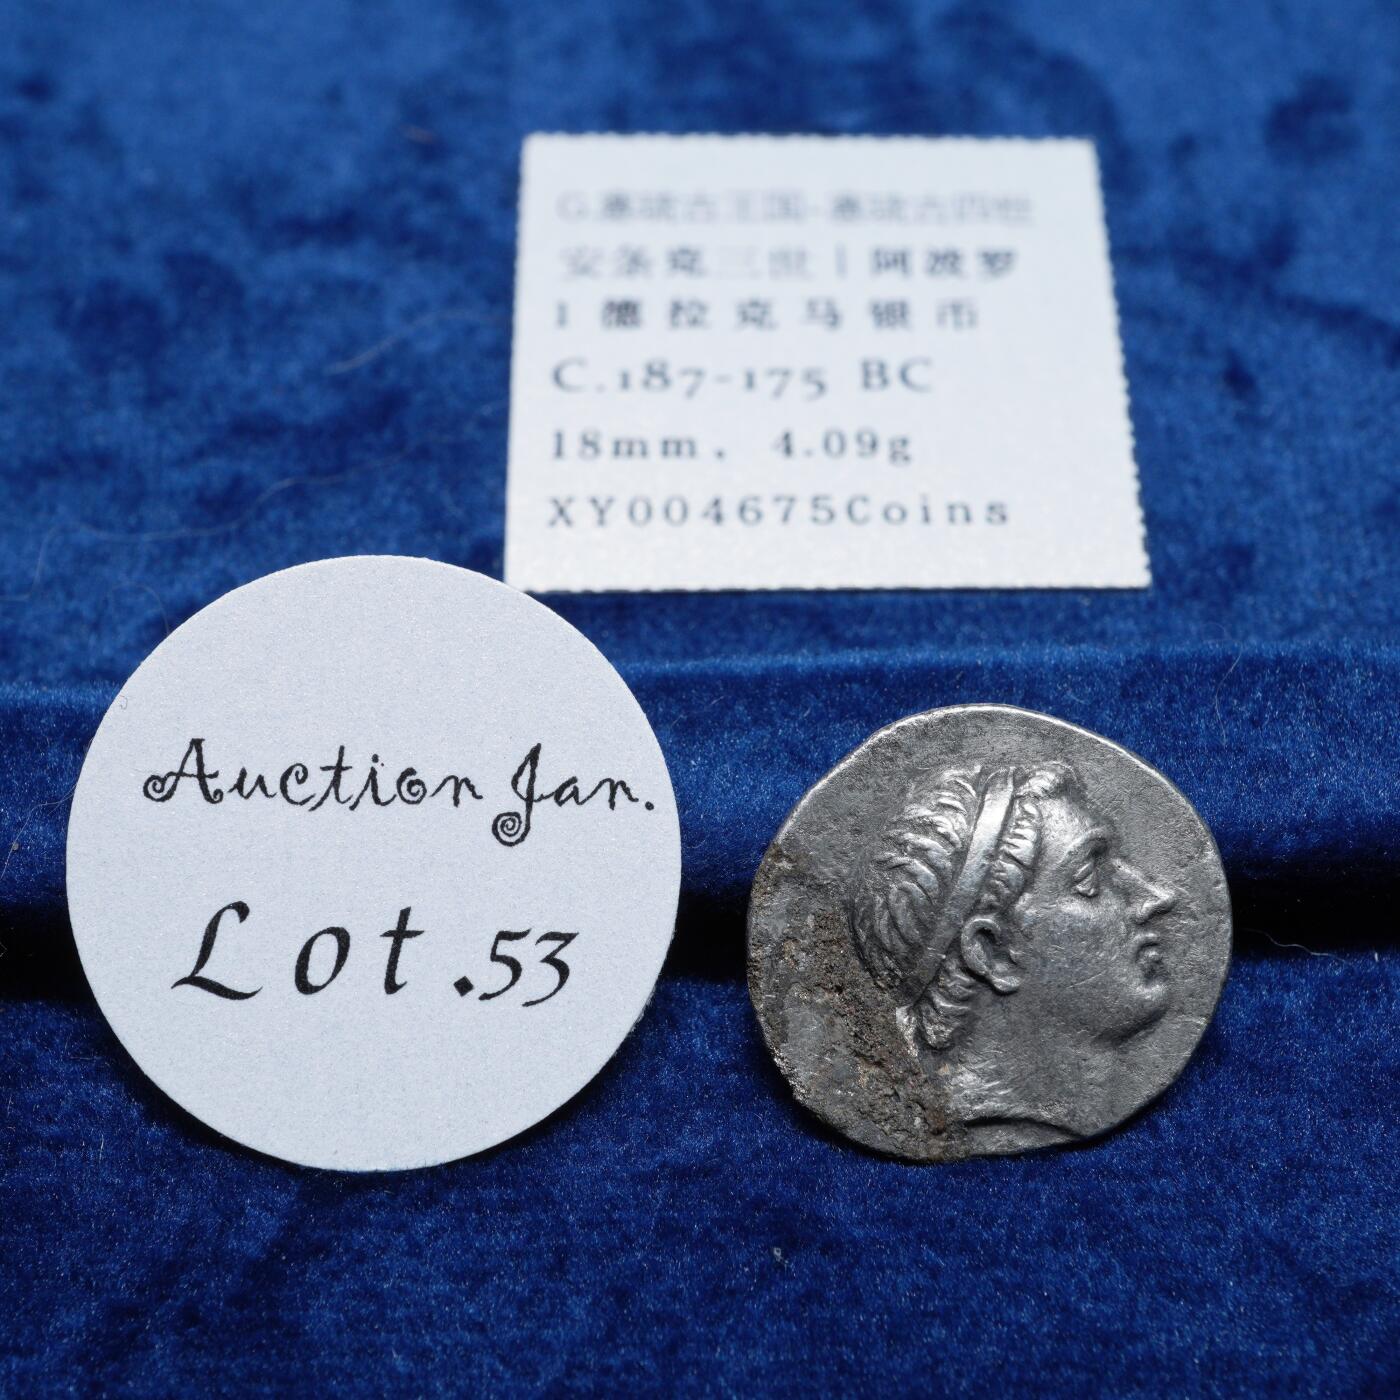 G.塞琉古王国-塞琉古四世
安条克三世|阿波罗
1 德拉克马银币
C.187-175 BC
18mm, 4.09g
XY004675Coins
Auction Jan.
Lot.53